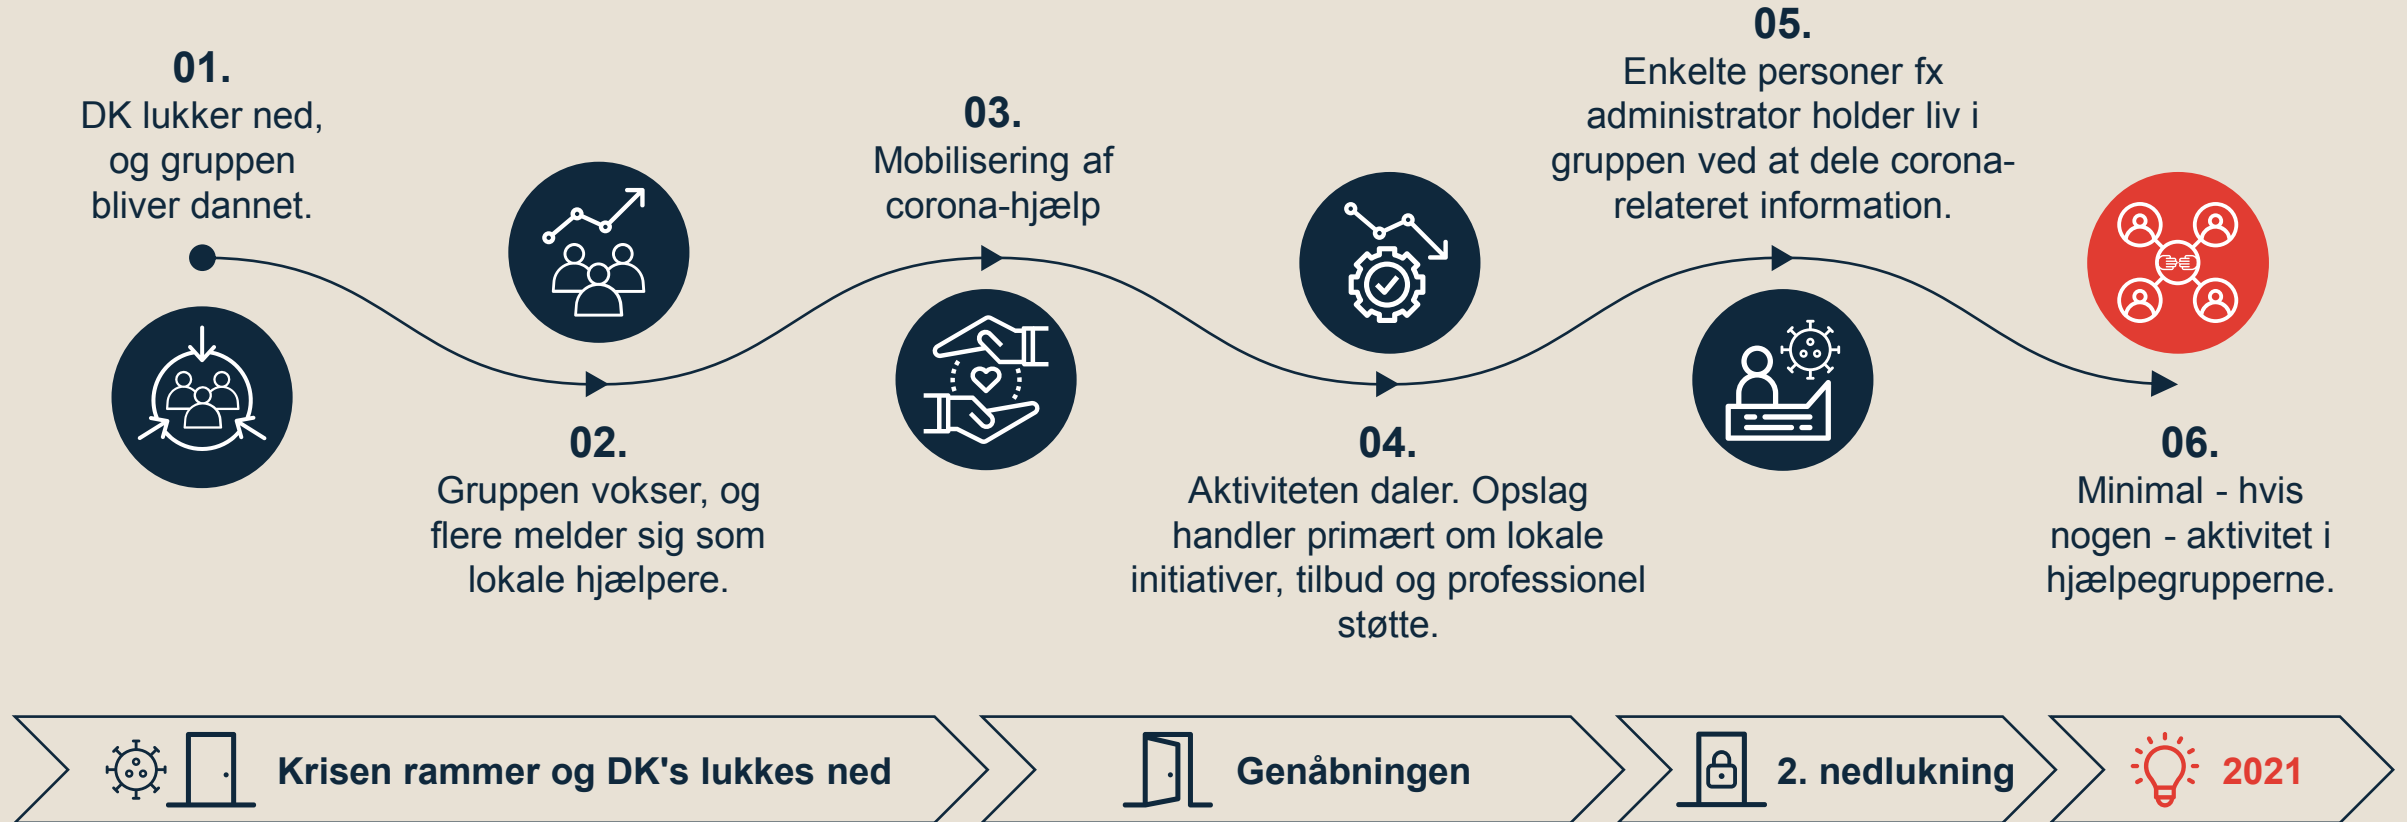 01.
DK lukker ned,
og gruppen
bliver dannet.
02.
Gruppen vokser, og
flere melder sig som
lokale hjælpere.
03.
Mobilisering af
corona-hjælp
04.
Aktiviteten daler. Opslag
handler primært om lokale
initiativer, tilbud og professionel
støtte.
05.
Enkelte personer fx
administrator holder liv i
gruppen ved at dele corona-
relateret information.
06.
Minimal - hvis
nogen - aktivitet i
hjælpegrupperne.
Krisen rammer og DK's lukkes ned
Genåbningen
2. nedlukning
2021